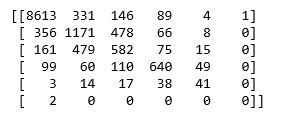 [[8613 331 146 89 4 1]
[ 356 1171 478 66 8 0]
[ 161 479 582 75 15 0]
[ 99 60 110 640 49 0]
[ 3 14 17 38 41 0]
[ 2 0 0 0 0 0]]